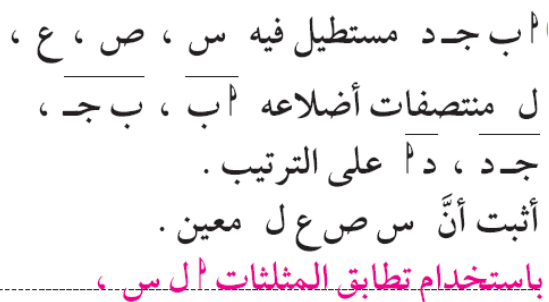 أ ب جـ د مستطيل فيه س ، ص ، ع ،
ل منتصفات أضلاعه أ ب ، ب جـ ،
جـ د ، د أ على الترتيب .
أثبت أنَّ س ص ع ل معين .
باستخدام تطابق المثلثات أ ل س ،